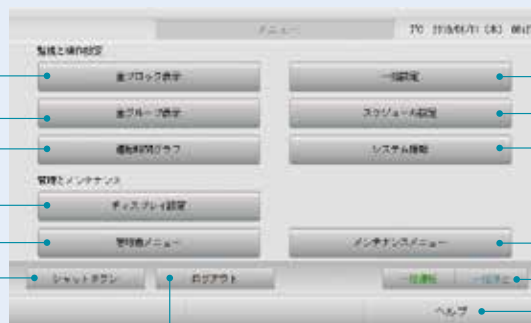 メニュー
監視と操作設定
全ブロック表示
一括設定
全グループ表示
スケジュール設定
運転時間グラフ
システム情報
管理とメンテナンス
ディスプレイ設定
管理者メニュー
メンテナンスメニュー
シャットダウン
ログアウト
一括運転
一括停止
ヘルプ